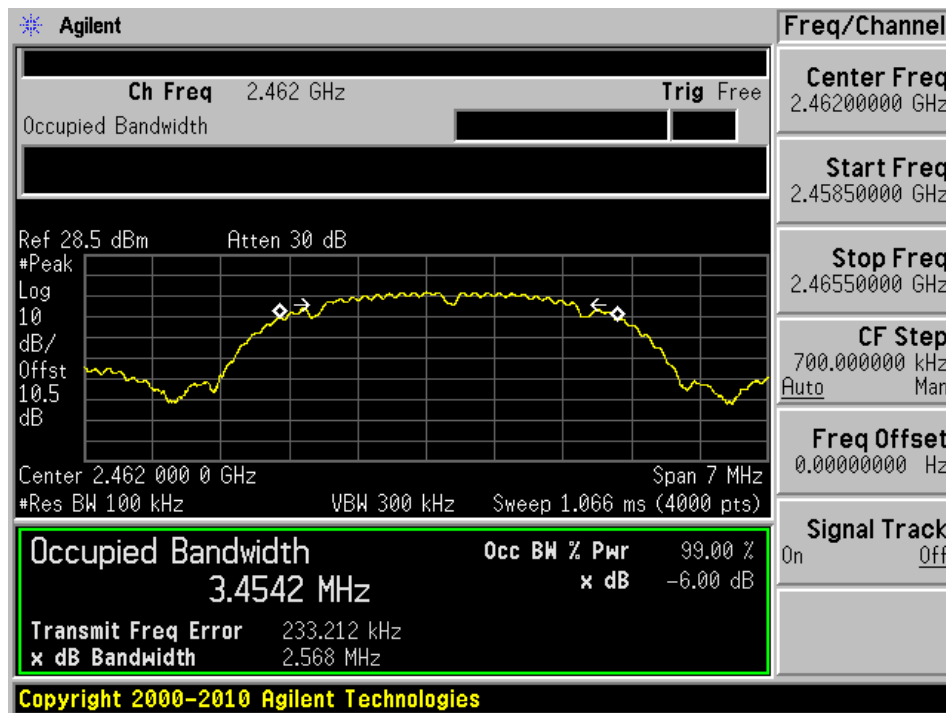 Agilent
Ch Freq 2.462 GHz Trig Free
Occupied Bandwidth
Ref 28.5 dBm Atten 30 dB
#Peak
Log
10
dB/
Offst
10.5
dB
Center 2.462 000 0 GHz Span 7 MHz
#Res BW 100 kHz VBW 300 kHz Sweep 1.066 ms (4000 pts)
Occupied Bandwidth Occ BW % Pwr 99.00 %
3.4542 MHz x dB -6.00 dB
Transmit Freq Error 233.212 kHz
x dB Bandwidth 2.568 MHz
Copyright 2000-2010 Agilent Technologies
Freq/Channel
Center Freq
2.46200000 GHz
Start Freq
2.45850000 GHz
Stop Freq
2.46550000 GHz
CF Step
700.000000 kHz
Auto Man
Freq Offset
0.00000000 Hz
Signal Track
On Off